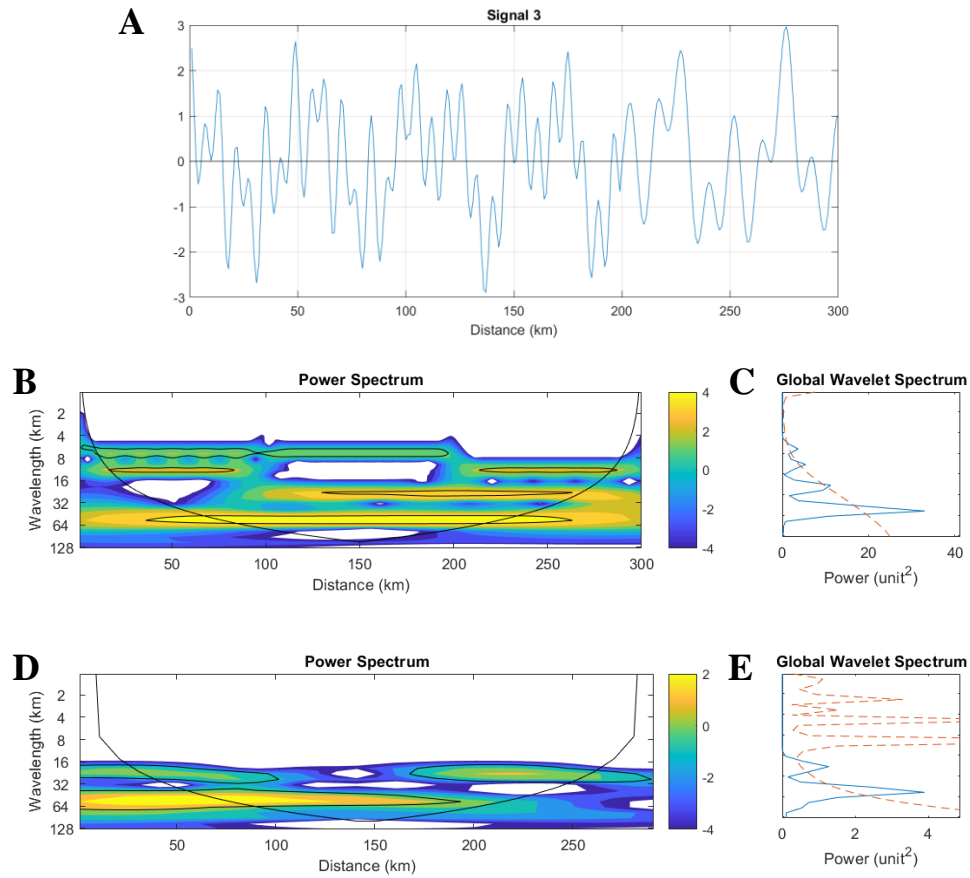 A
Signal 3
3
2
1
0
-1
-2
-3
0 50 100 150 200 250 300
Distance (km)
B
Power Spectrum
C
Global Wavelet Spectrum
Wavelength (km)
2
4
8
16
32
64
128
50 100 150 200 250 300
Distance (km)
4
2
0
-2
-4
0 20 40
Power (unit²)
D
Power Spectrum
E
Global Wavelet Spectrum
Wavelength (km)
2
4
8
16
32
64
128
50 100 150 200 250
Distance (km)
2
0
-2
-4
0 2 4
Power (unit²)